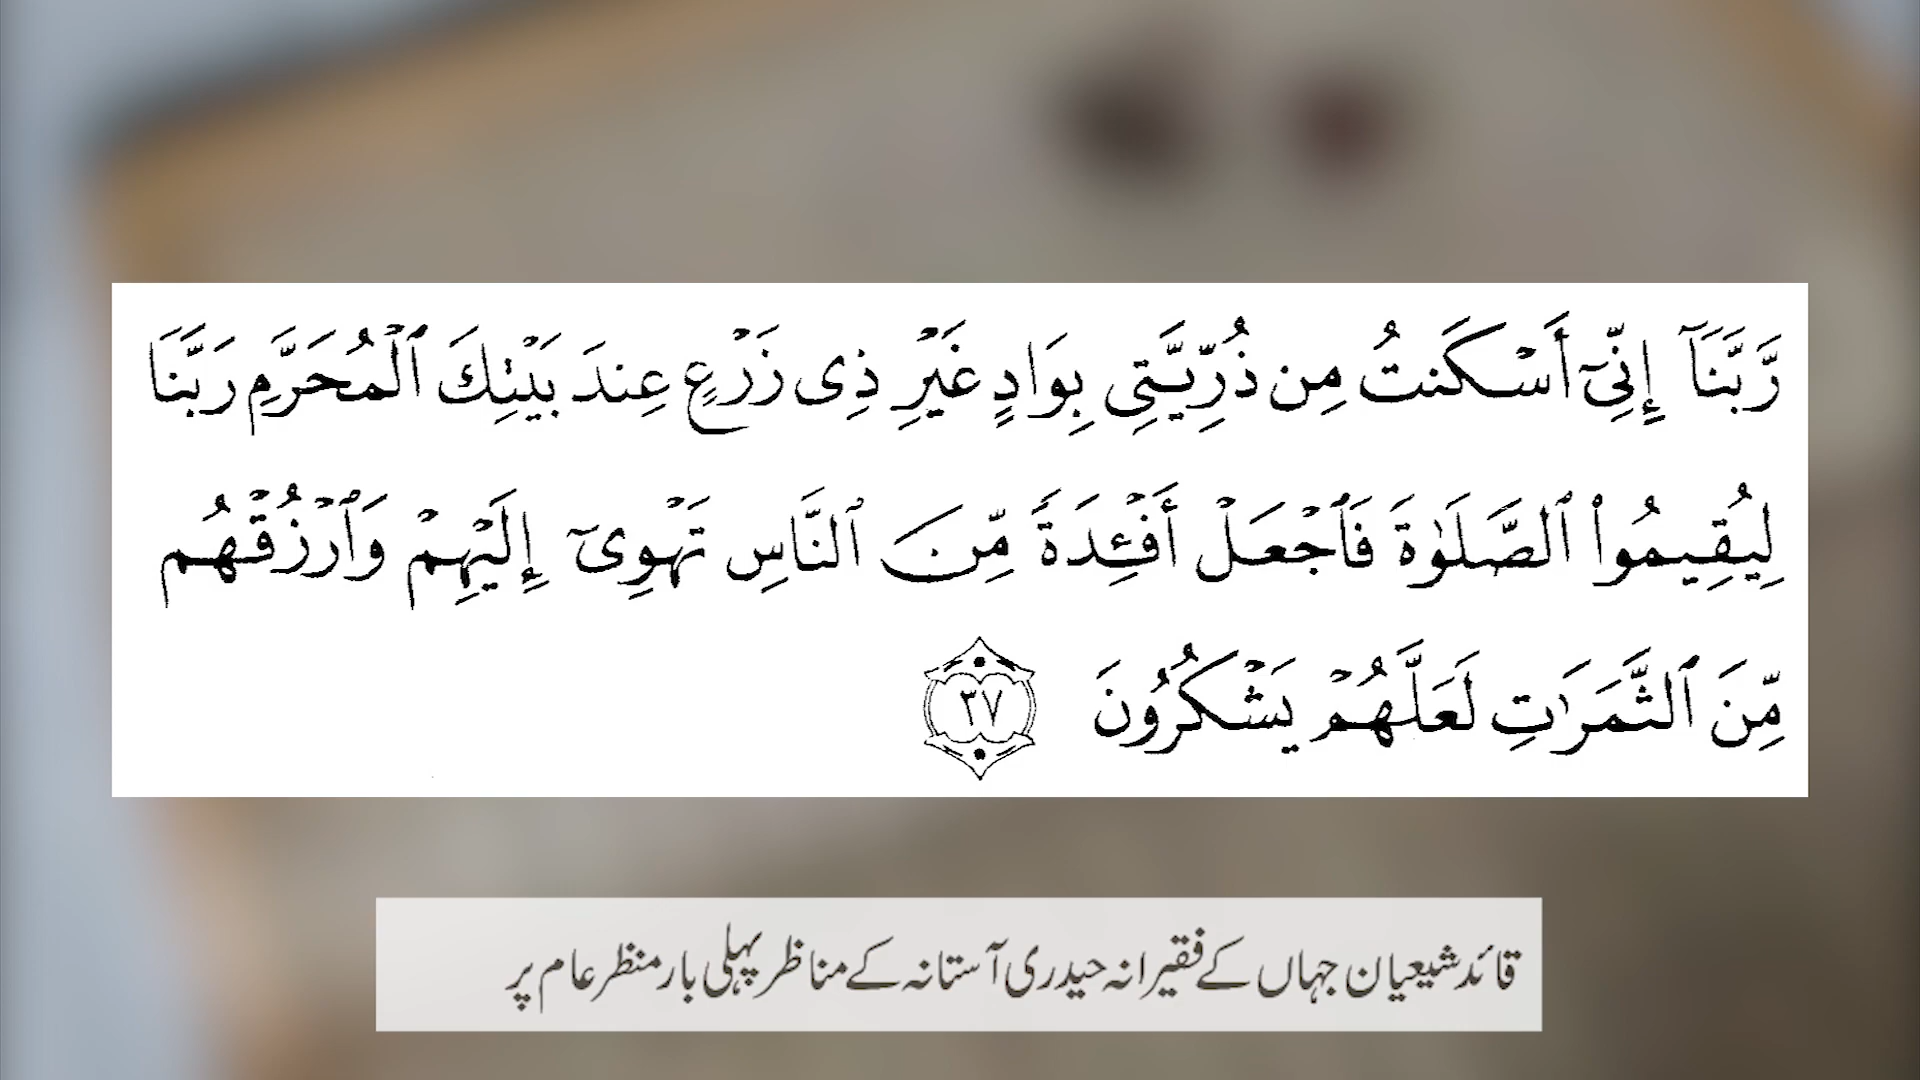 رَّبَّنَآ إِنِّىٓ أَسْكَنتُ مِن ذُرِّيَّتِى بِوَادٍ غَيْرِ ذِى زَرْعٍ عِندَ بَيْتِكَ ٱلْمُحَرَّمِ رَبَّنَا
لِيُقِيمُوا۟ ٱلصَّلَوٰةَ فَٱجْعَلْ أَفْـِٔدَةً مِّنَ ٱلنَّاسِ تَهْوِىٓ إِلَيْهِمْ وَٱرْزُقْهُم
مِّنَ ٱلثَّمَرَٰتِ لَعَلَّهُمْ يَشْكُرُونَ ٣٧
قائد شیعیان جہاں کے فقیرانہ حیدری آستانہ کے مناظر پہلی بار منظر عام پر